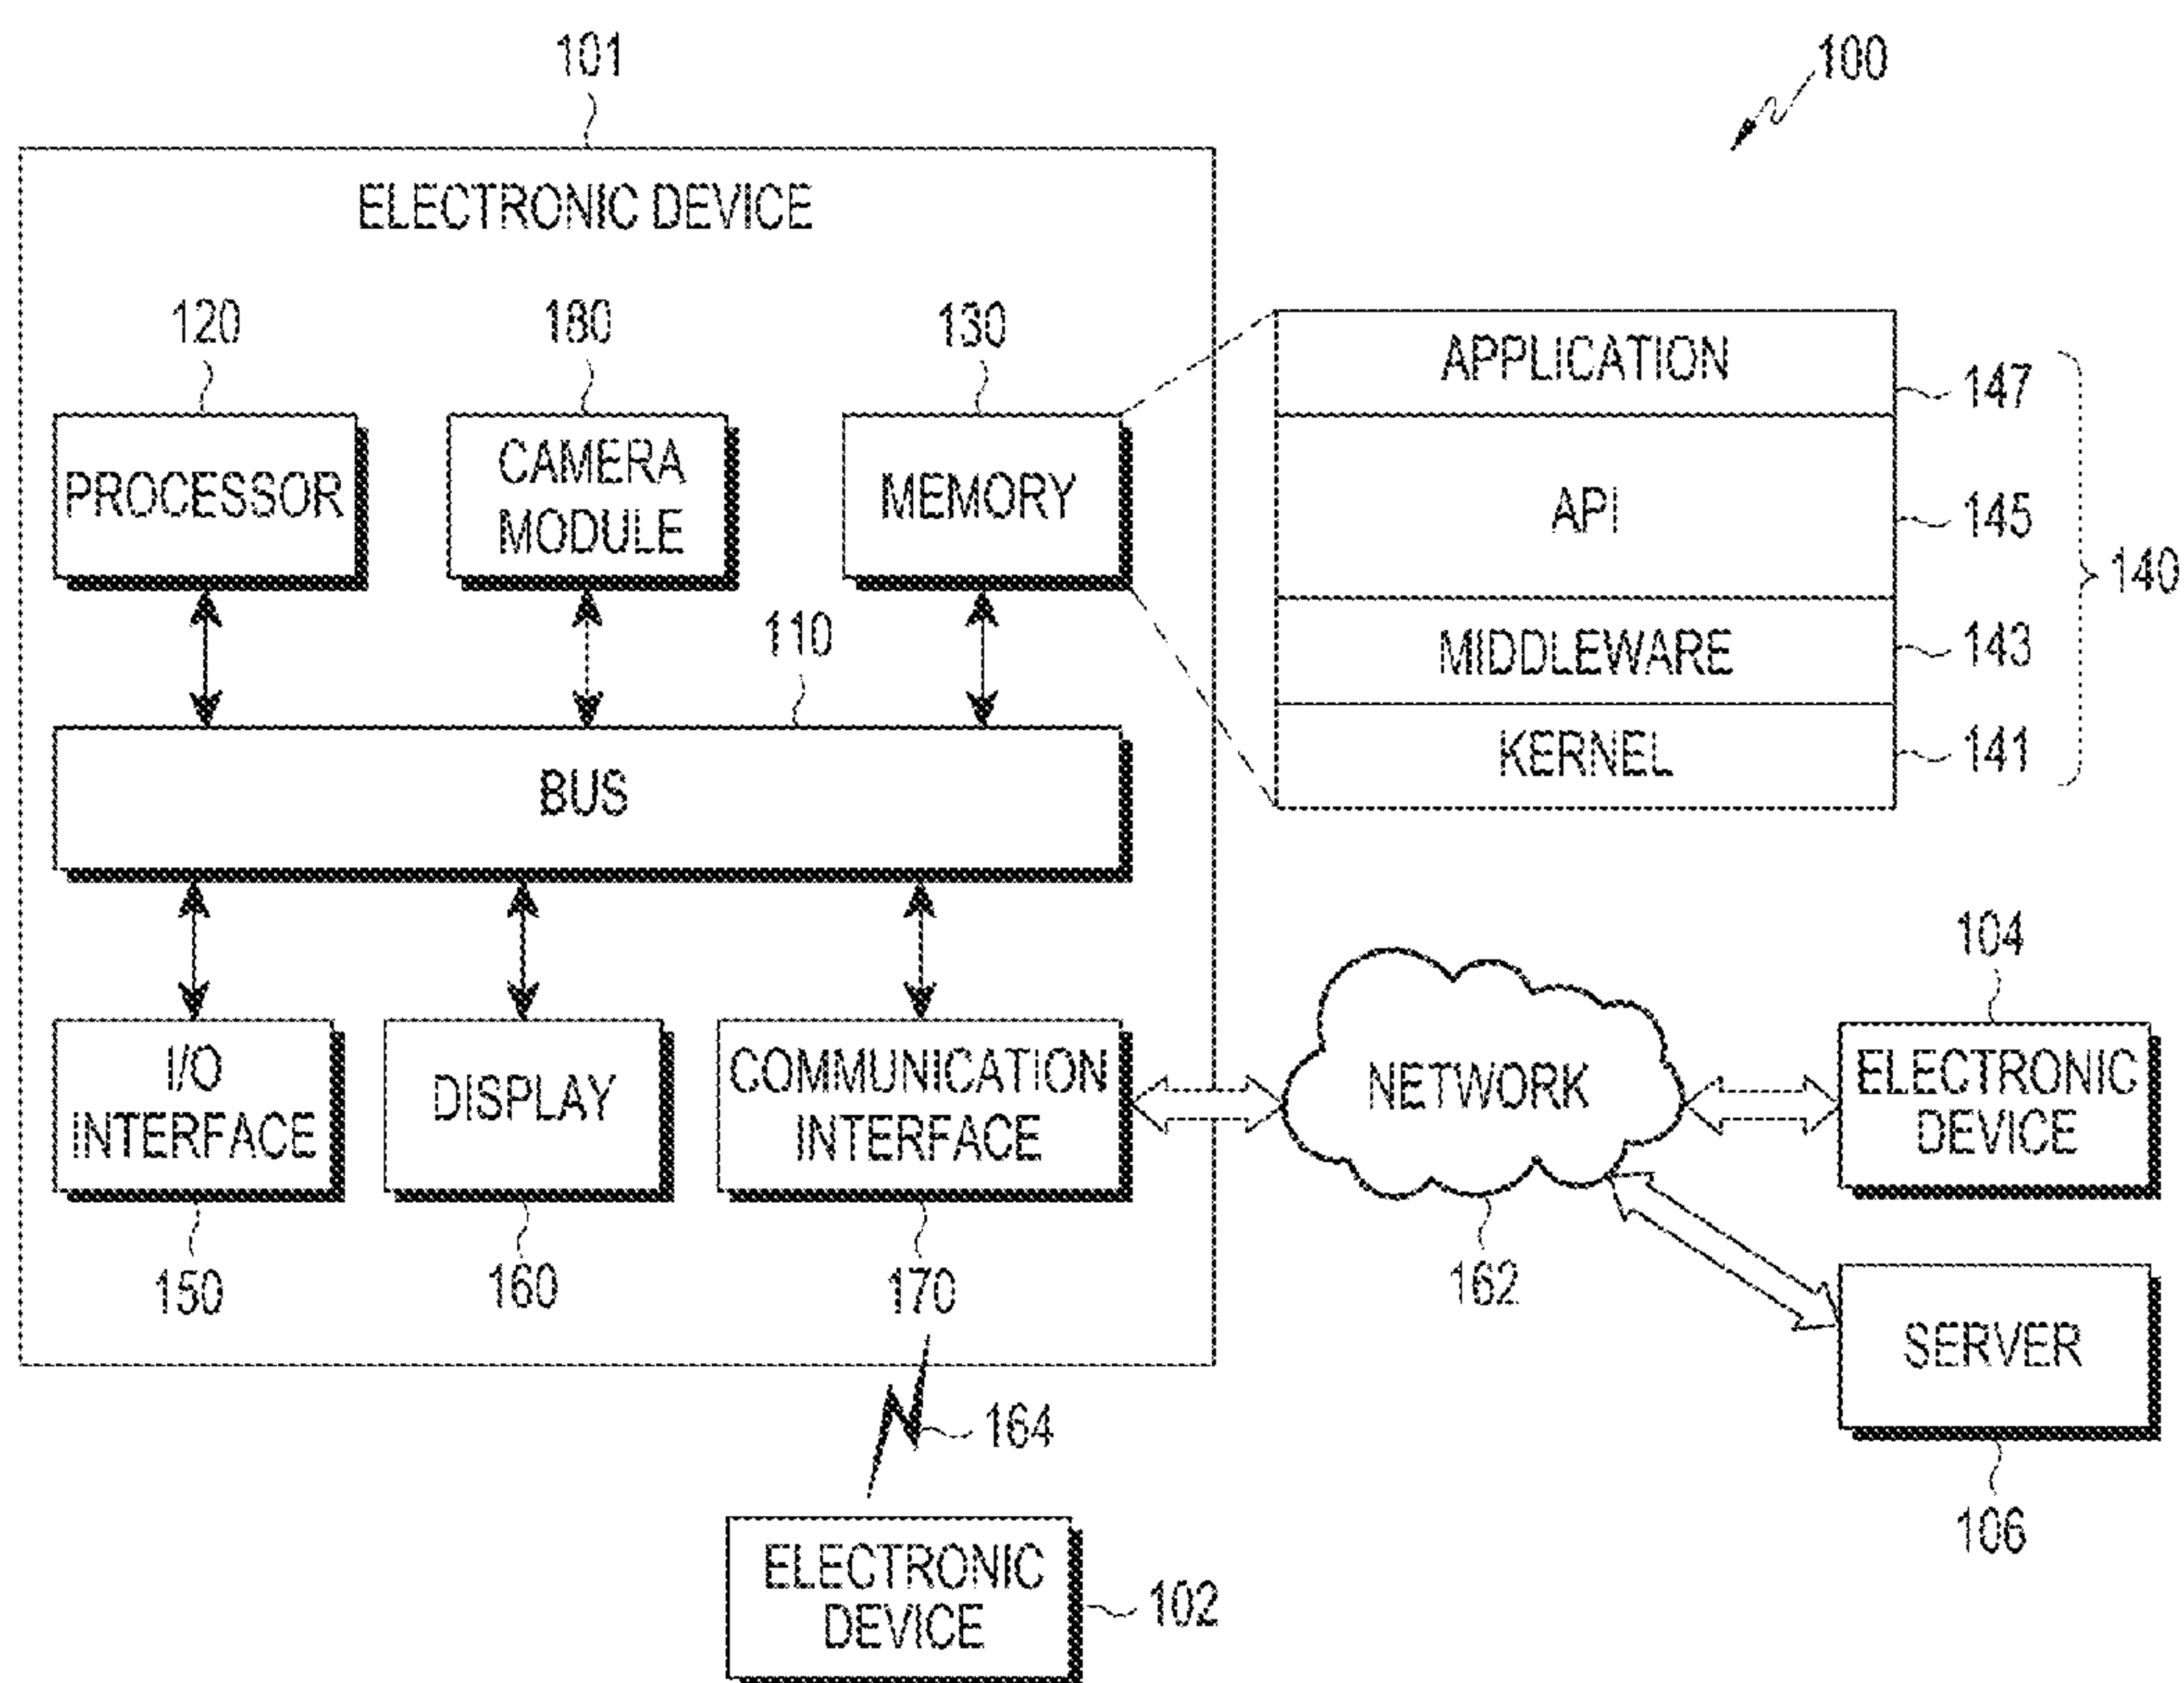 101
100
ELECTRONIC DEVICE
120
180
130
PROCESSOR
CAMERA
MODULE
MEMORY
110
BUS
APPLICATION
147
API
145
MIDDLEWARE
143
KERNEL
141
140
I/O
INTERFACE
DISPLAY
COMMUNICATION
INTERFACE
150
160
170
NETWORK
162
104
ELECTRONIC
DEVICE
SERVER
106
164
ELECTRONIC
DEVICE
102